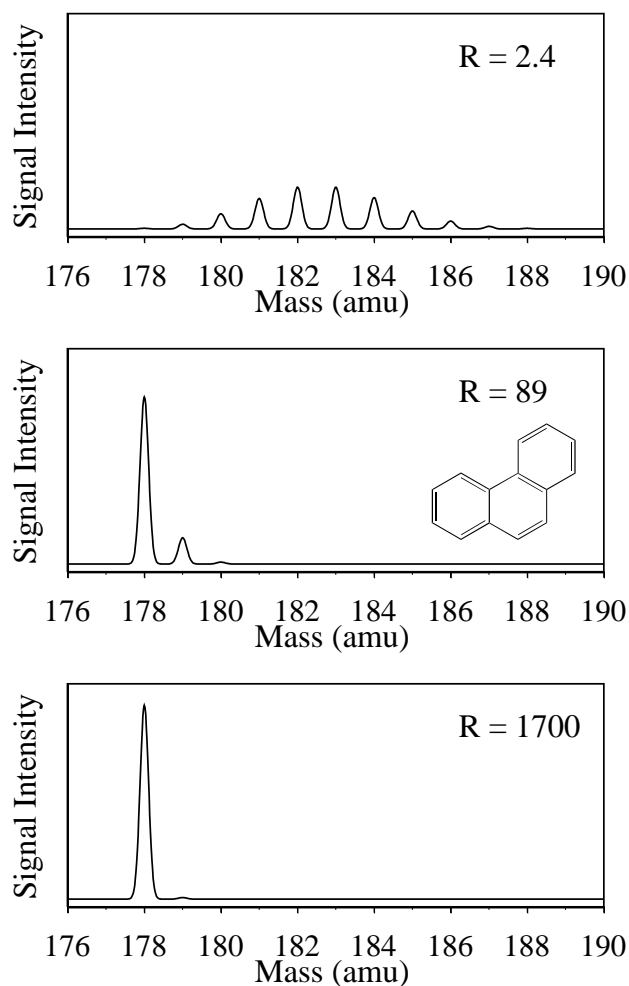 Signal Intensity
R = 2.4
176 178 180 182 184 186 188 190
Mass (amu)
Signal Intensity
R = 89
176 178 180 182 184 186 188 190
Mass (amu)
Signal Intensity
R = 1700
176 178 180 182 184 186 188 190
Mass (amu)